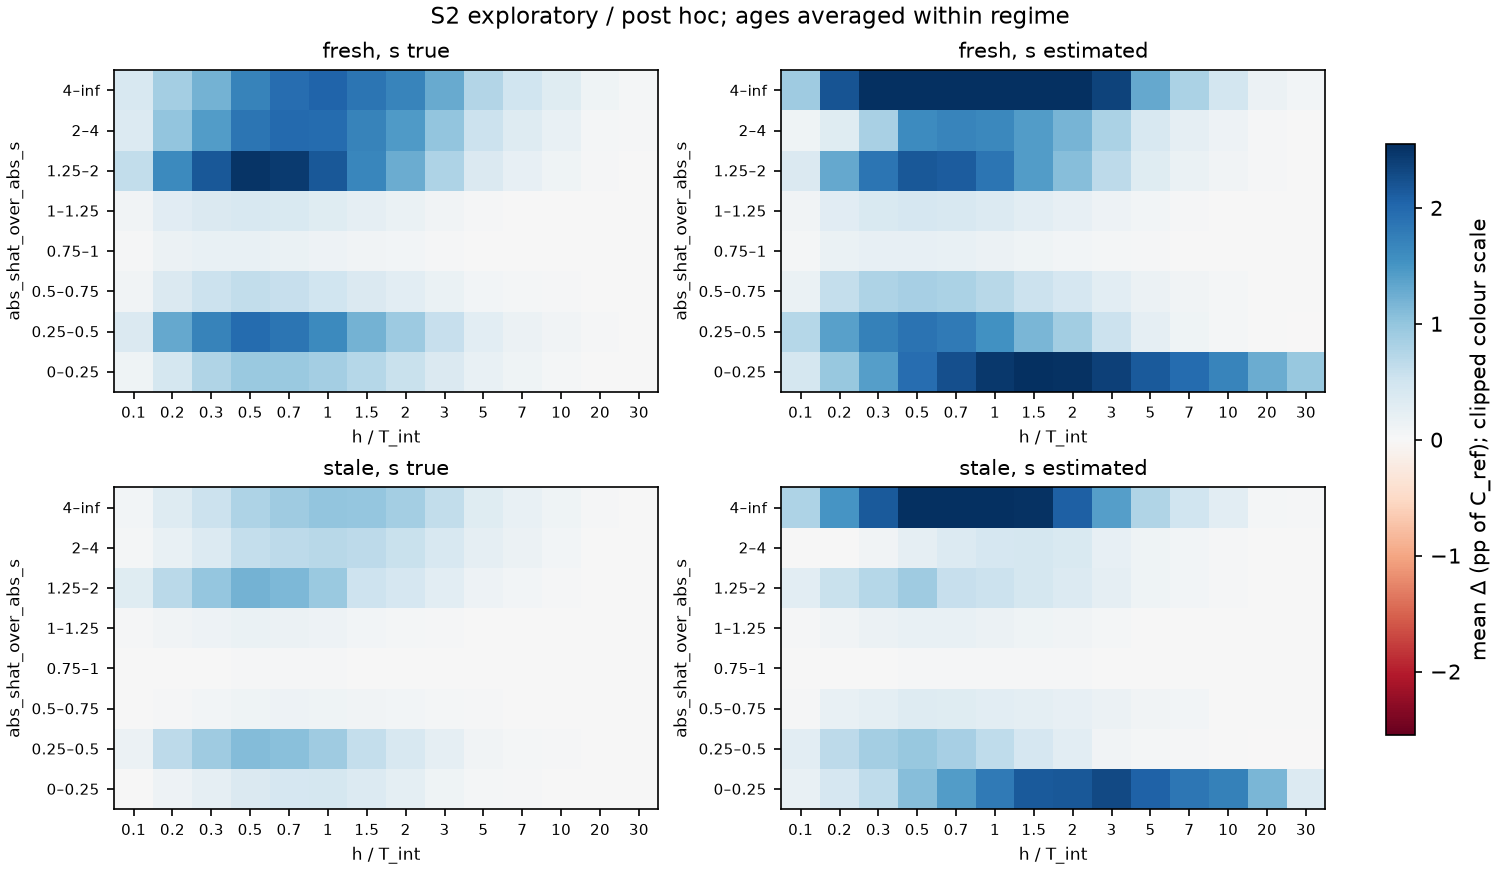 S2 exploratory / post hoc; ages averaged within regime
fresh, s true
abs_shat_over_abs_s
4–inf
2–4
1.25–2
1–1.25
0.75–1
0.5–0.75
0.25–0.5
0–0.25
0.1 0.2 0.3 0.5 0.7 1 1.5 2 3 5 7 10 20 30
h / T_int
fresh, s estimated
abs_shat_over_abs_s
4–inf
2–4
1.25–2
1–1.25
0.75–1
0.5–0.75
0.25–0.5
0–0.25
0.1 0.2 0.3 0.5 0.7 1 1.5 2 3 5 7 10 20 30
h / T_int
stale, s true
abs_shat_over_abs_s
4–inf
2–4
1.25–2
1–1.25
0.75–1
0.5–0.75
0.25–0.5
0–0.25
0.1 0.2 0.3 0.5 0.7 1 1.5 2 3 5 7 10 20 30
h / T_int
stale, s estimated
abs_shat_over_abs_s
4–inf
2–4
1.25–2
1–1.25
0.75–1
0.5–0.75
0.25–0.5
0–0.25
0.1 0.2 0.3 0.5 0.7 1 1.5 2 3 5 7 10 20 30
h / T_int
2
1
0
−1
−2
mean Δ (pp of C_ref); clipped colour scale